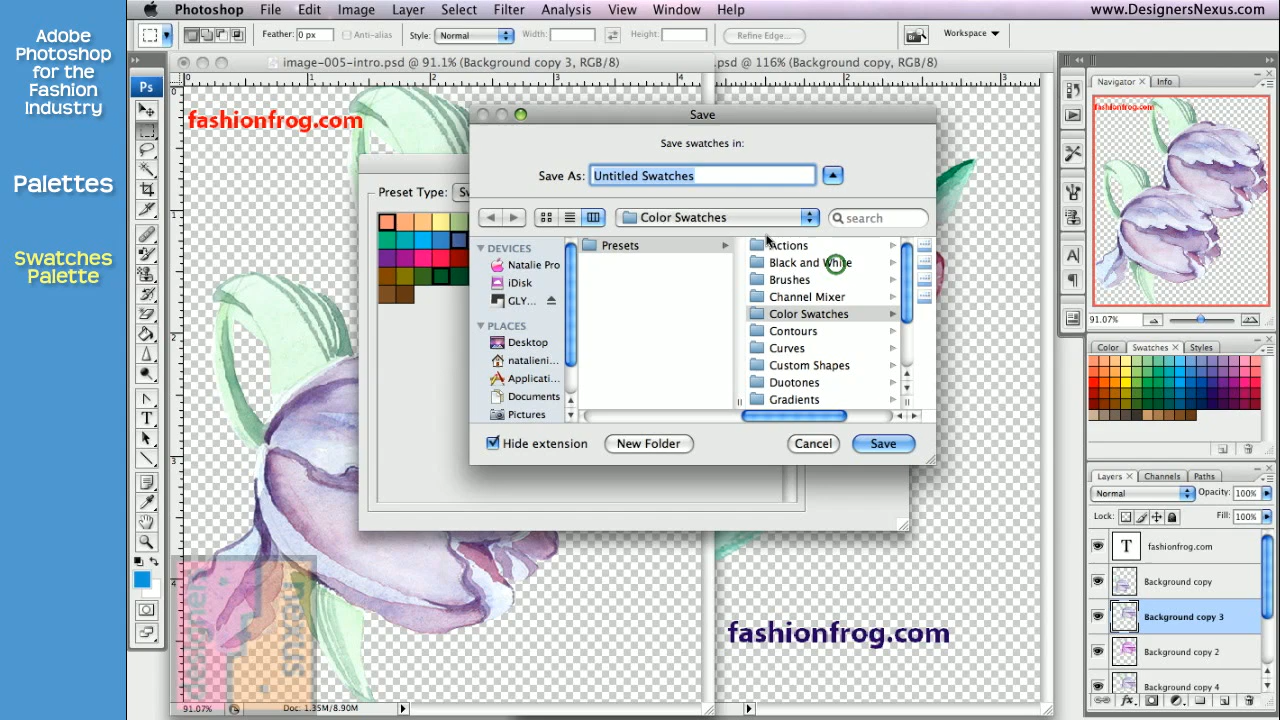 Adobe
Photoshop
for the
Fashion
Industry
Palettes
Swatches
Palette
Photoshop File Edit Image Layer Select Filter Analysis View Window Help
www.DesignersNexus.com
Feather: 0 px Anti-alias Style: Normal Width: Height: Refine Edge... Workspace
image-005-intro.psd @ 91.1% (Background copy 3, RGB/8)
.psd @ 116% (Background copy, RGB/8)
fashionfrog.com
Preset Type: Sw
Save
Save swatches in:
Save As: Untitled Swatches
Color Swatches
search
DEVICES
Natalie Pro
iDisk
GLY...
PLACES
Desktop
natalieni...
Applicati...
Documents
Pictures
Presets
Actions
Black and White
Brushes
Channel Mixer
Color Swatches
Contours
Curves
Custom Shapes
Duotones
Gradients
Hide extension
New Folder
Cancel
Save
Ps
Navigator Info
fashionfrog.com
91.07%
Color Swatches Styles
Layers Channels Paths
Normal Opacity: 100%
Lock: Fill: 100%
T fashionfrog.com
Background copy
Background copy 3
Background copy 2
Background copy 4
designer
nexus
fashionfrog.com
91.07% Doc: 1.35M/8.90M